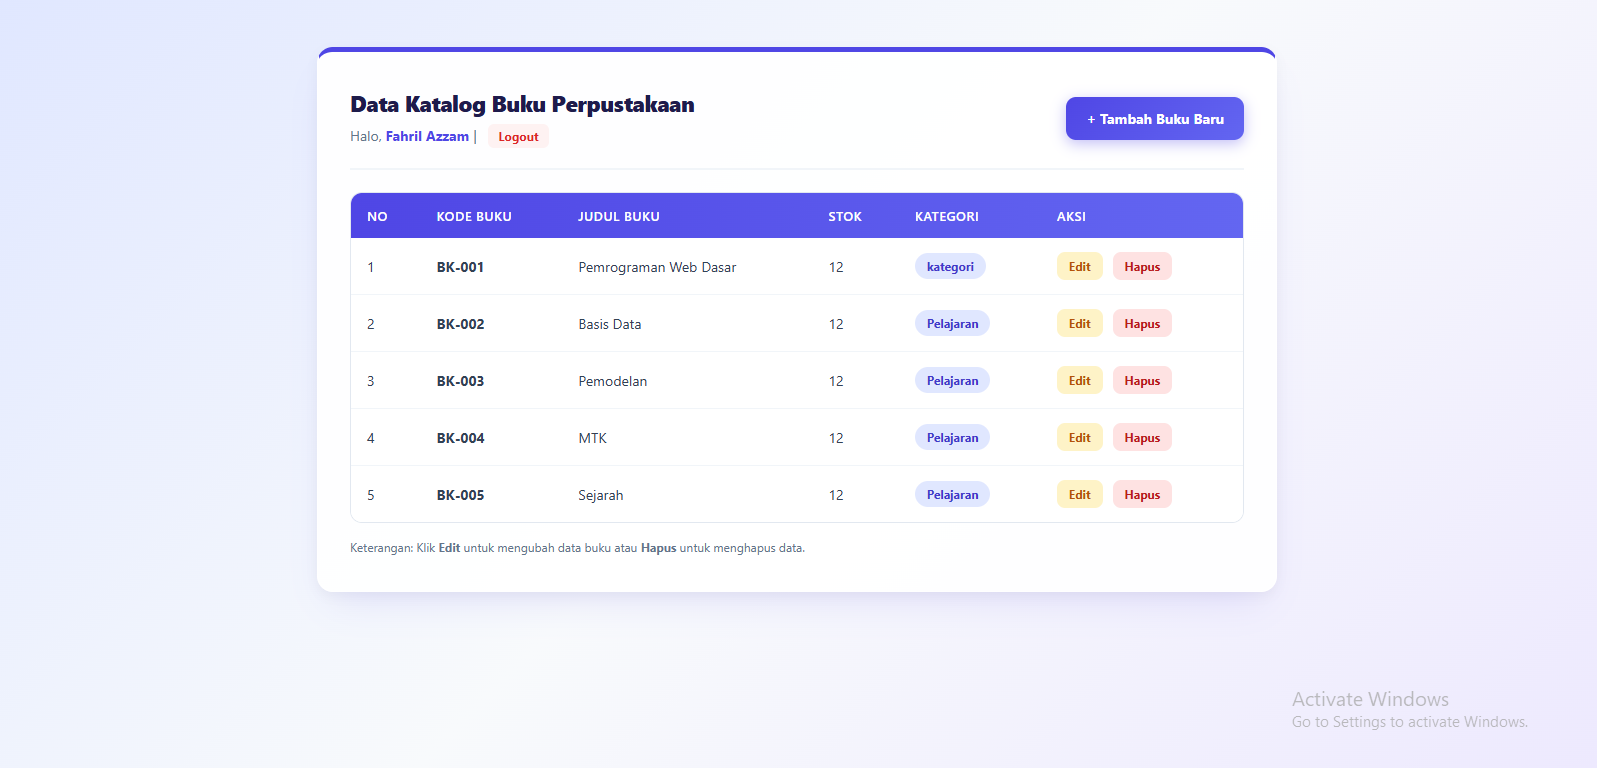 Data Katalog Buku Perpustakaan
Halo, Fahril Azzam | Logout
+ Tambah Buku Baru
NO KODE BUKU JUDUL BUKU STOK KATEGORI AKSI
1 BK-001 Pemrograman Web Dasar 12 kategori Edit Hapus
2 BK-002 Basis Data 12 Pelajaran Edit Hapus
3 BK-003 Pemodelan 12 Pelajaran Edit Hapus
4 BK-004 MTK 12 Pelajaran Edit Hapus
5 BK-005 Sejarah 12 Pelajaran Edit Hapus
Keterangan: Klik Edit untuk mengubah data buku atau Hapus untuk menghapus data.
Activate Windows
Go to Settings to activate Windows.